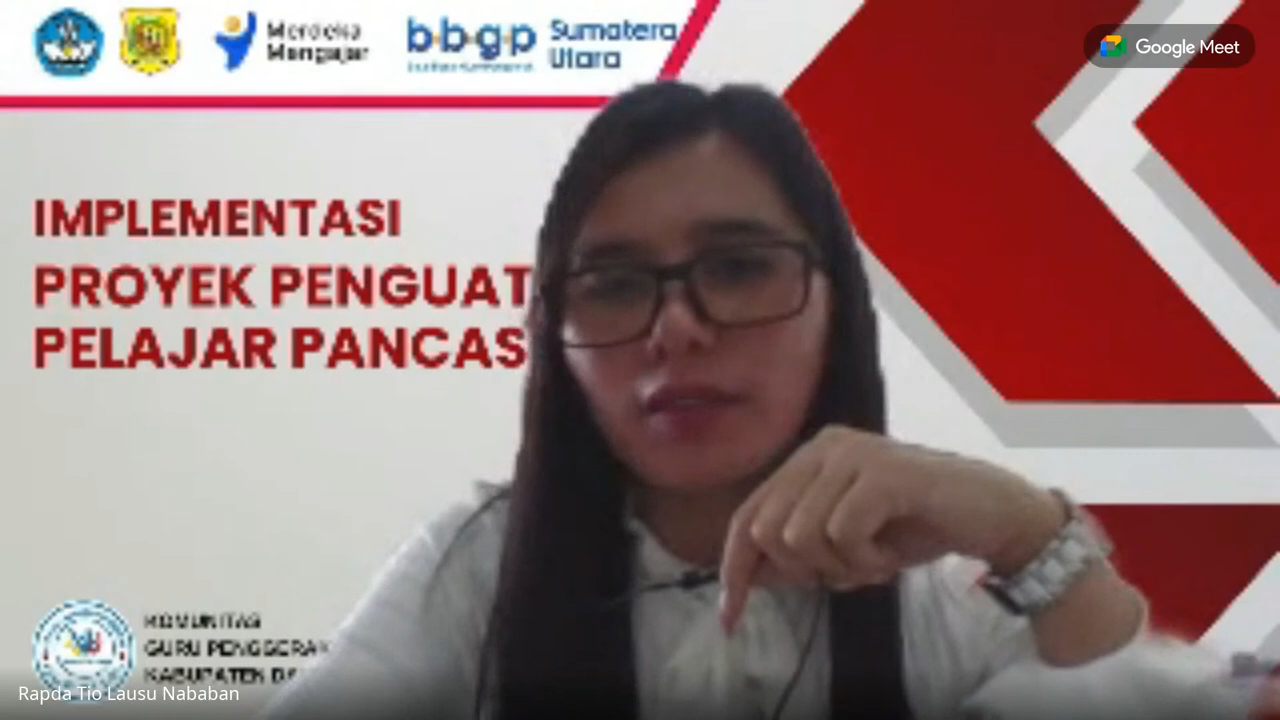 Merdeka
Mengajar
bbgp
Sumatera
Utara
Google Meet
IMPLEMENTASI
PROYEK PENGUAT
PELAJAR PANCAS
KOMUNITAS
GURU PENGGERAK
KABUPATEN
Rapda Tio Lausu Nababan